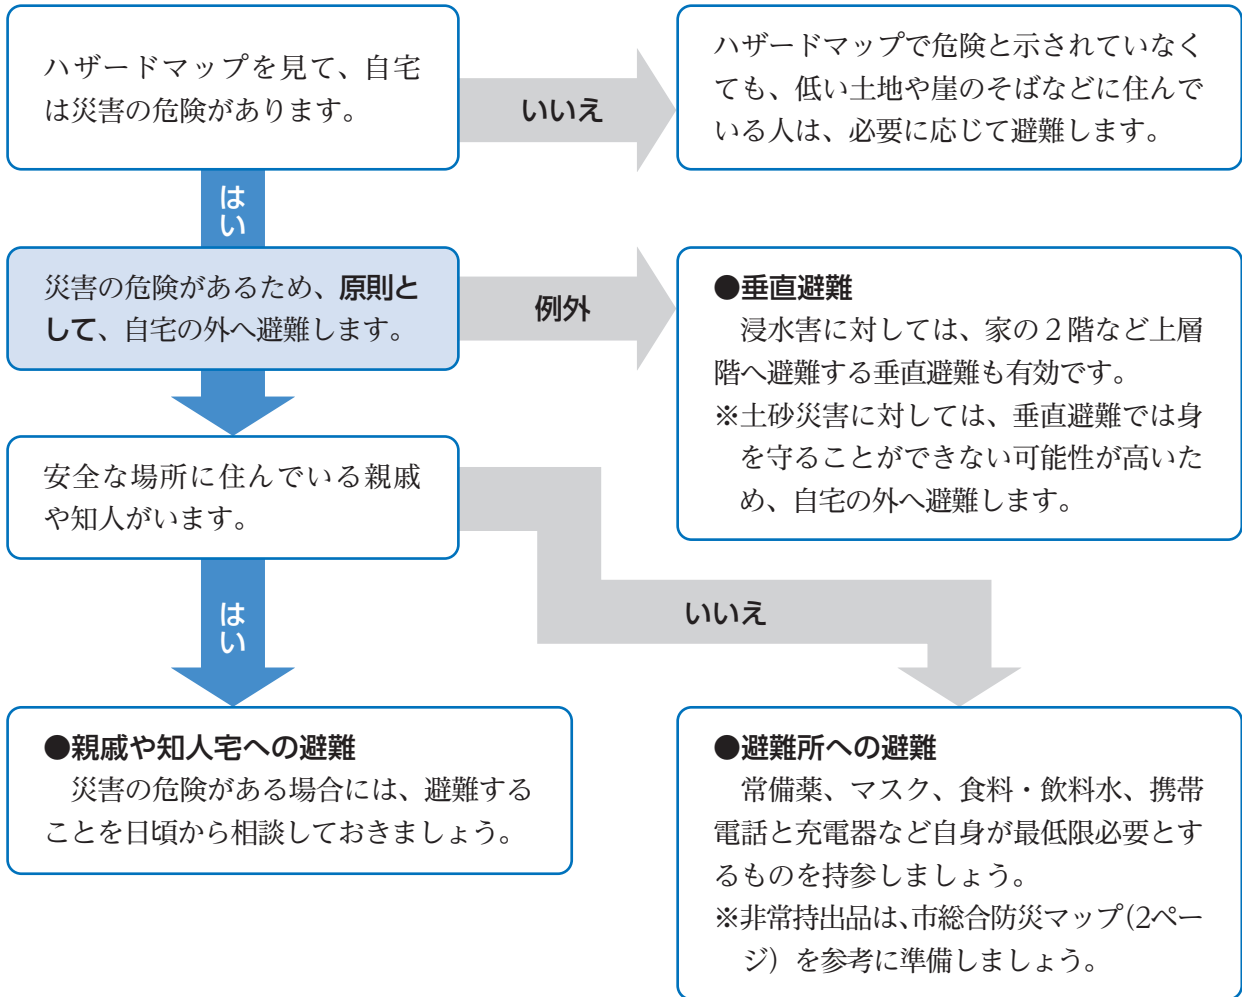 ハザードマップを見て、自宅
は災害の危険があります。
いいえ
ハザードマップで危険と示されていなく
ても、低い土地や崖のそばなどに住んで
いる人は、必要に応じて避難します。
はい
災害の危険があるため、原則と
して、自宅の外へ避難します。
例外
●垂直避難
浸水害に対しては、家の2階など上層
階へ避難する垂直避難も有効です。
※土砂災害に対しては、垂直避難では身
を守ることができない可能性が高いた
め、自宅の外へ避難します。
安全な場所に住んでいる親戚
や知人がいます。
はい
いいえ
●親戚や知人宅への避難
災害の危険がある場合には、避難する
ことを日頃から相談しておきましょう。
●避難所への避難
常備薬、マスク、食料・飲料水、携帯
電話と充電器など自身が最低限必要とす
るものを持参しましょう。
※非常持出品は、市総合防災マップ(2ペー
ジ）を参考に準備しましょう。